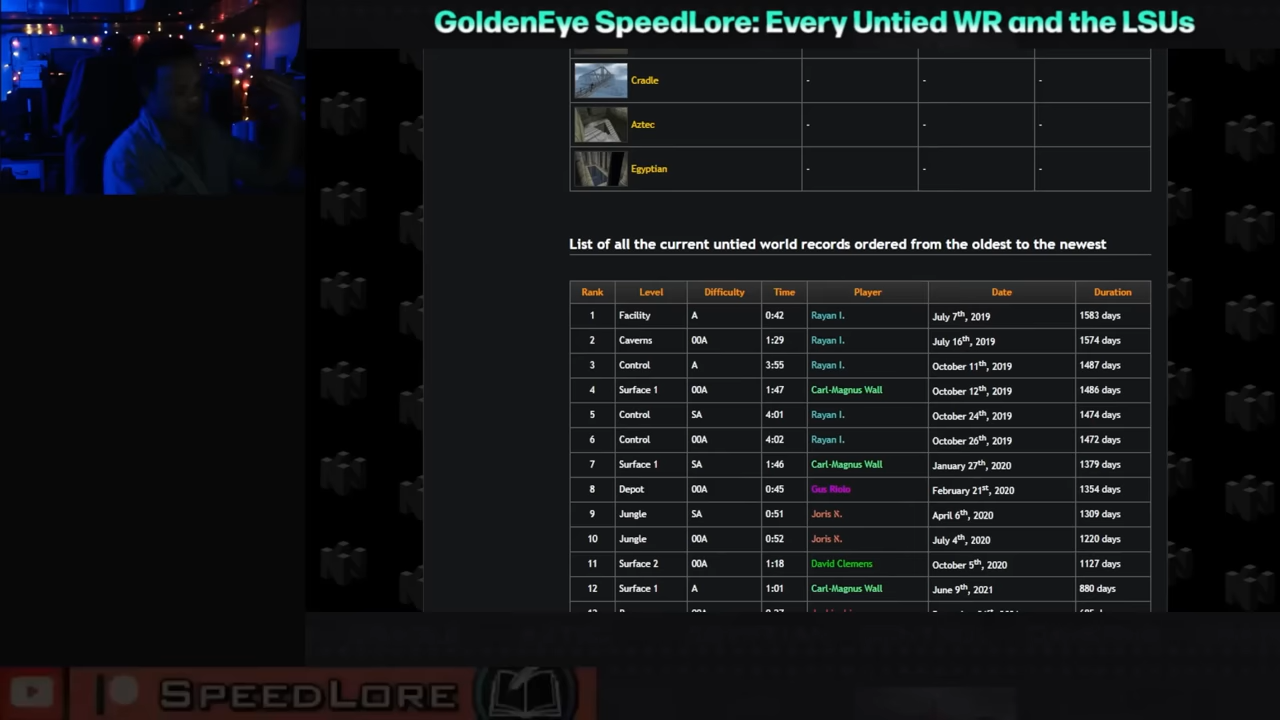 GoldenEye SpeedLore: Every Untied WR and the LSUs
Cradle - - -
Aztec - - -
Egyptian - - -
List of all the current untied world records ordered from the oldest to the newest
Rank Level Difficulty Time Player Date Duration
1 Facility A 0:42 Rayan I. July 7th, 2019 1583 days
2 Caverns 00A 1:29 Rayan I. July 16th, 2019 1574 days
3 Control A 3:55 Rayan I. October 11th, 2019 1487 days
4 Surface 1 00A 1:47 Carl-Magnus Wall October 12th, 2019 1486 days
5 Control SA 4:01 Rayan I. October 24th, 2019 1474 days
6 Control 00A 4:02 Rayan I. October 26th, 2019 1472 days
7 Surface 1 SA 1:46 Carl-Magnus Wall January 27th, 2020 1379 days
8 Depot 00A 0:45 Gus February 21st, 2020 1354 days
9 Jungle SA 0:51 Joris April 6th, 2020 1309 days
10 Jungle 00A 0:52 Joris July 4th, 2020 1220 days
11 Surface 2 00A 1:18 David Clemens October 5th, 2020 1127 days
12 Surface 1 A 1:01 Carl-Magnus Wall June 9th, 2021 880 days
SPEEDLORE